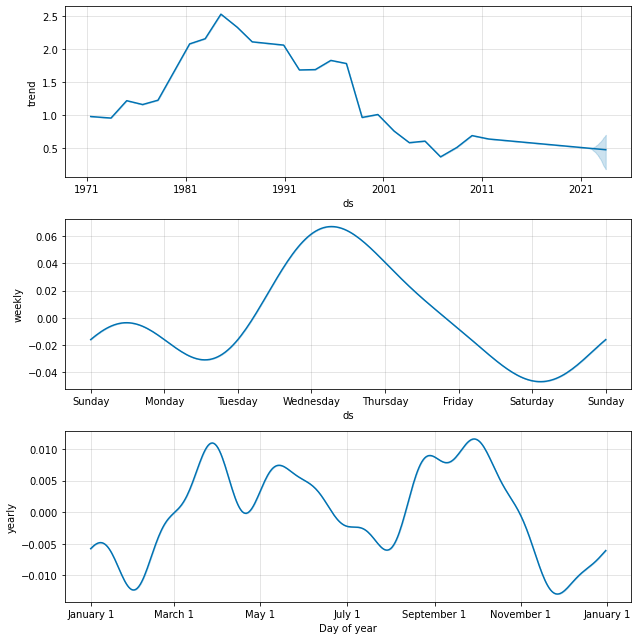 2.5
2.0
1.5
1.0
0.5
trend
1971 1981 1991 2001 2011 2021
ds
0.06
0.04
0.02
0.00
−0.02
−0.04
weekly
Sunday Monday Tuesday Wednesday Thursday Friday Saturday Sunday
ds
0.010
0.005
0.000
−0.005
−0.010
yearly
January 1 March 1 May 1 July 1 September 1 November 1 January 1
Day of year